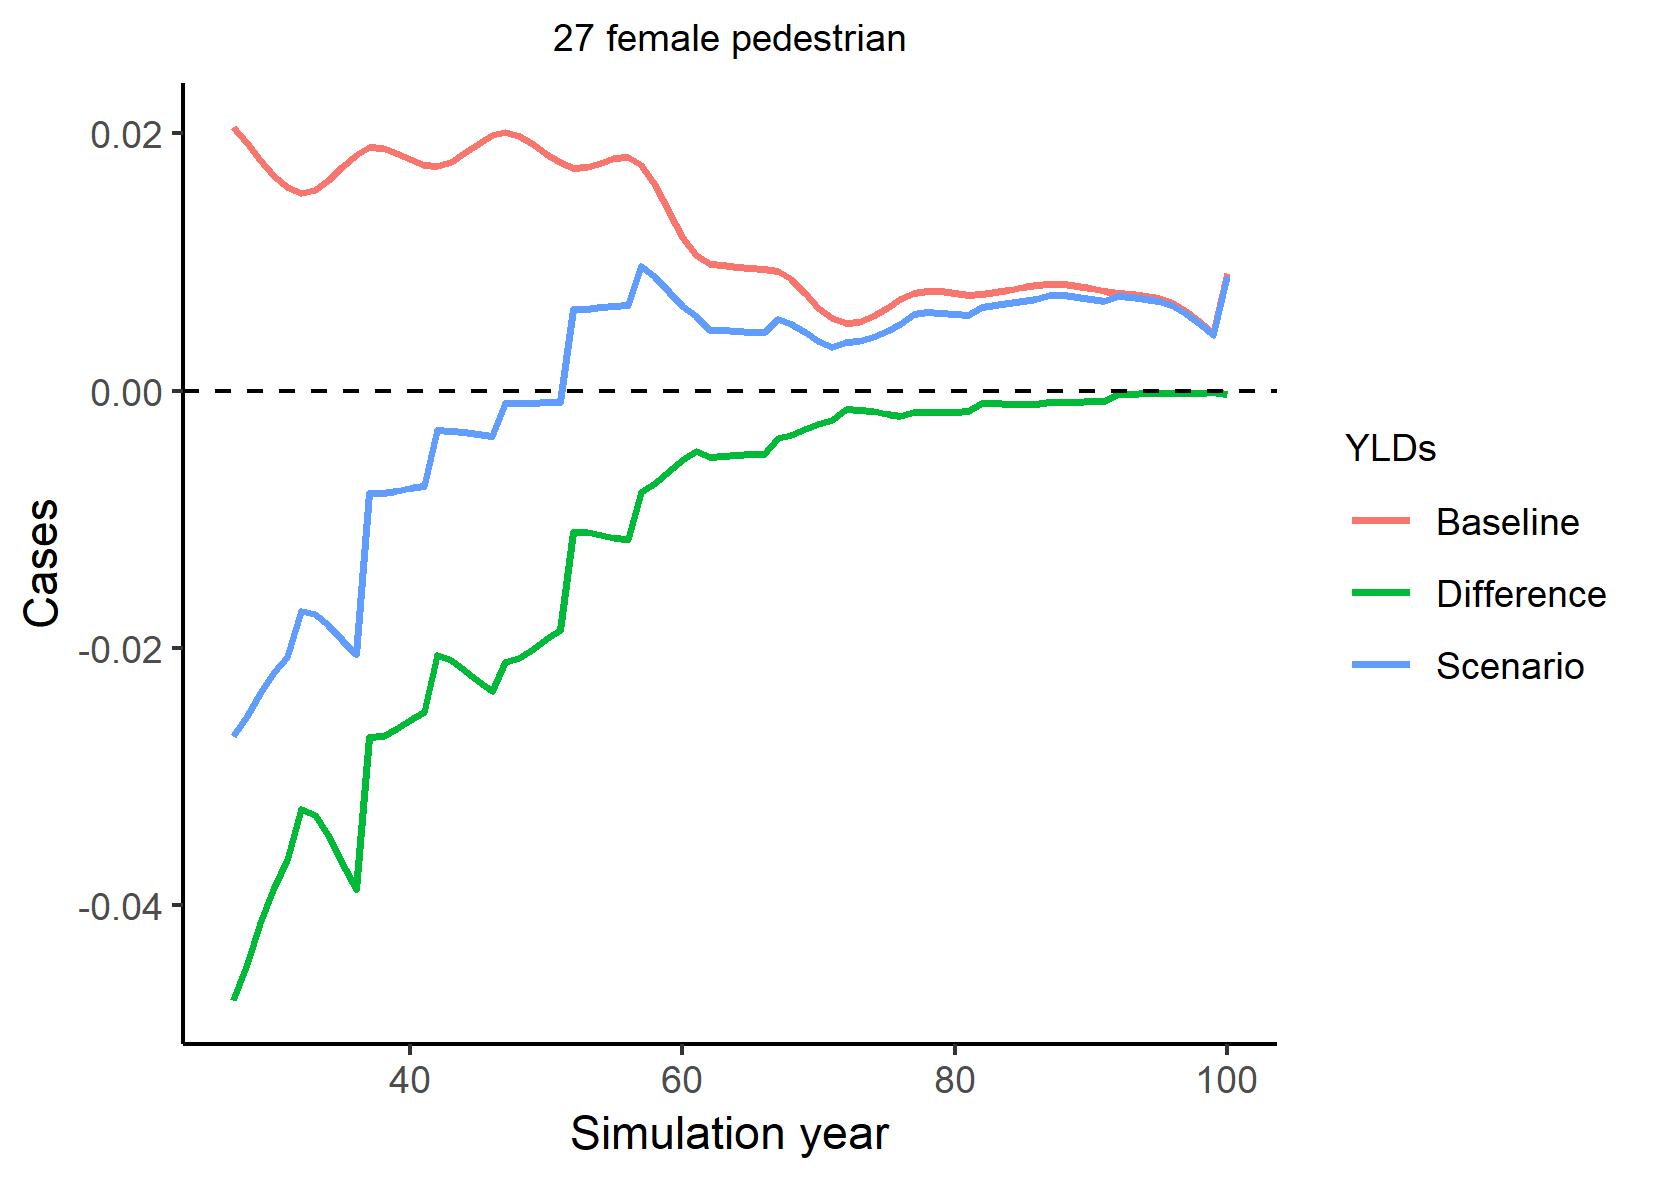 27 female pedestrian
0.02
0.00
-0.02
-0.04
Cases
40 60 80 100
Simulation year
YLDs
Baseline
Difference
Scenario